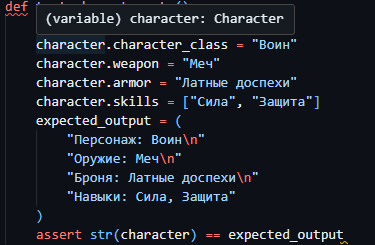 def
(variable) character: Character
character.character_class = "Воин"
character.weapon = "Меч"
character.armor = "Латные доспехи"
character.skills = ["Сила", "Защита"]
expected_output = (
"Персонаж: Воин\n"
"Оружие: Меч\n"
"Броня: Латные доспехи\n"
"Навыки: Сила, Защита"
)
assert str(character) == expected_output